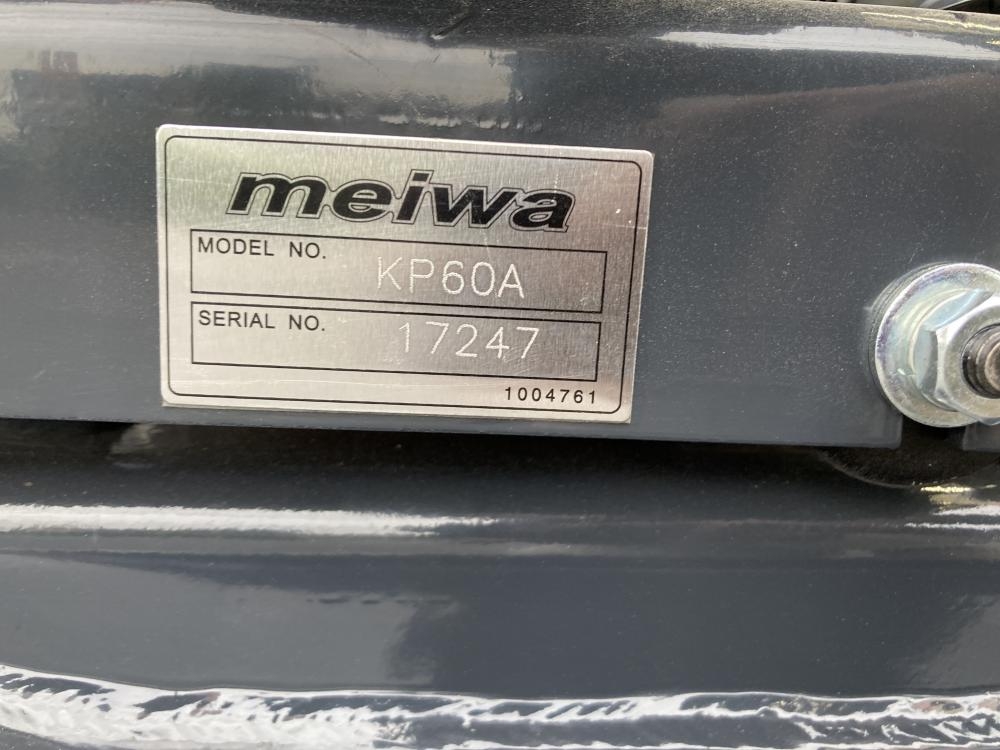 meiwa
MODEL NO. KP60A
SERIAL NO. 17247
1004761